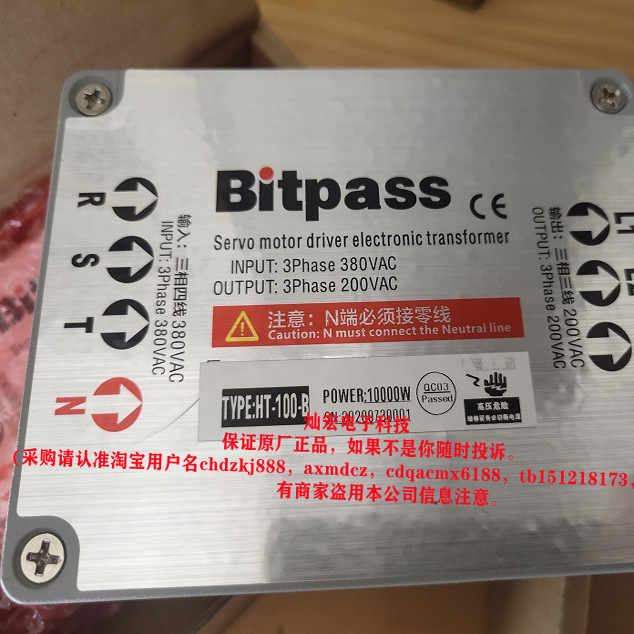 Bitpass
CE
Servo motor driver electronic transformer
INPUT: 3Phase 380VAC
OUTPUT: 3Phase 200VAC
注意：N端必须接零线
Caution: N must connect the Neutral line
R
S
T
N
输入：三相四线 380VAC
INPUT: 3Phase 380VAC
输出：三相三线 200VAC
OUTPUT: 3Phase 200VAC
L1
TYPE:HT-100-B
POWER:10000W
QC03
Passed
高压危险
灿宏电子科技
保证原厂正品，如果不是你随时投诉。
(采购请认准淘宝用户名chdzkj888，axmdcz，cdqacmx6188，tb151218173，
有商家盗用本公司信息注意。